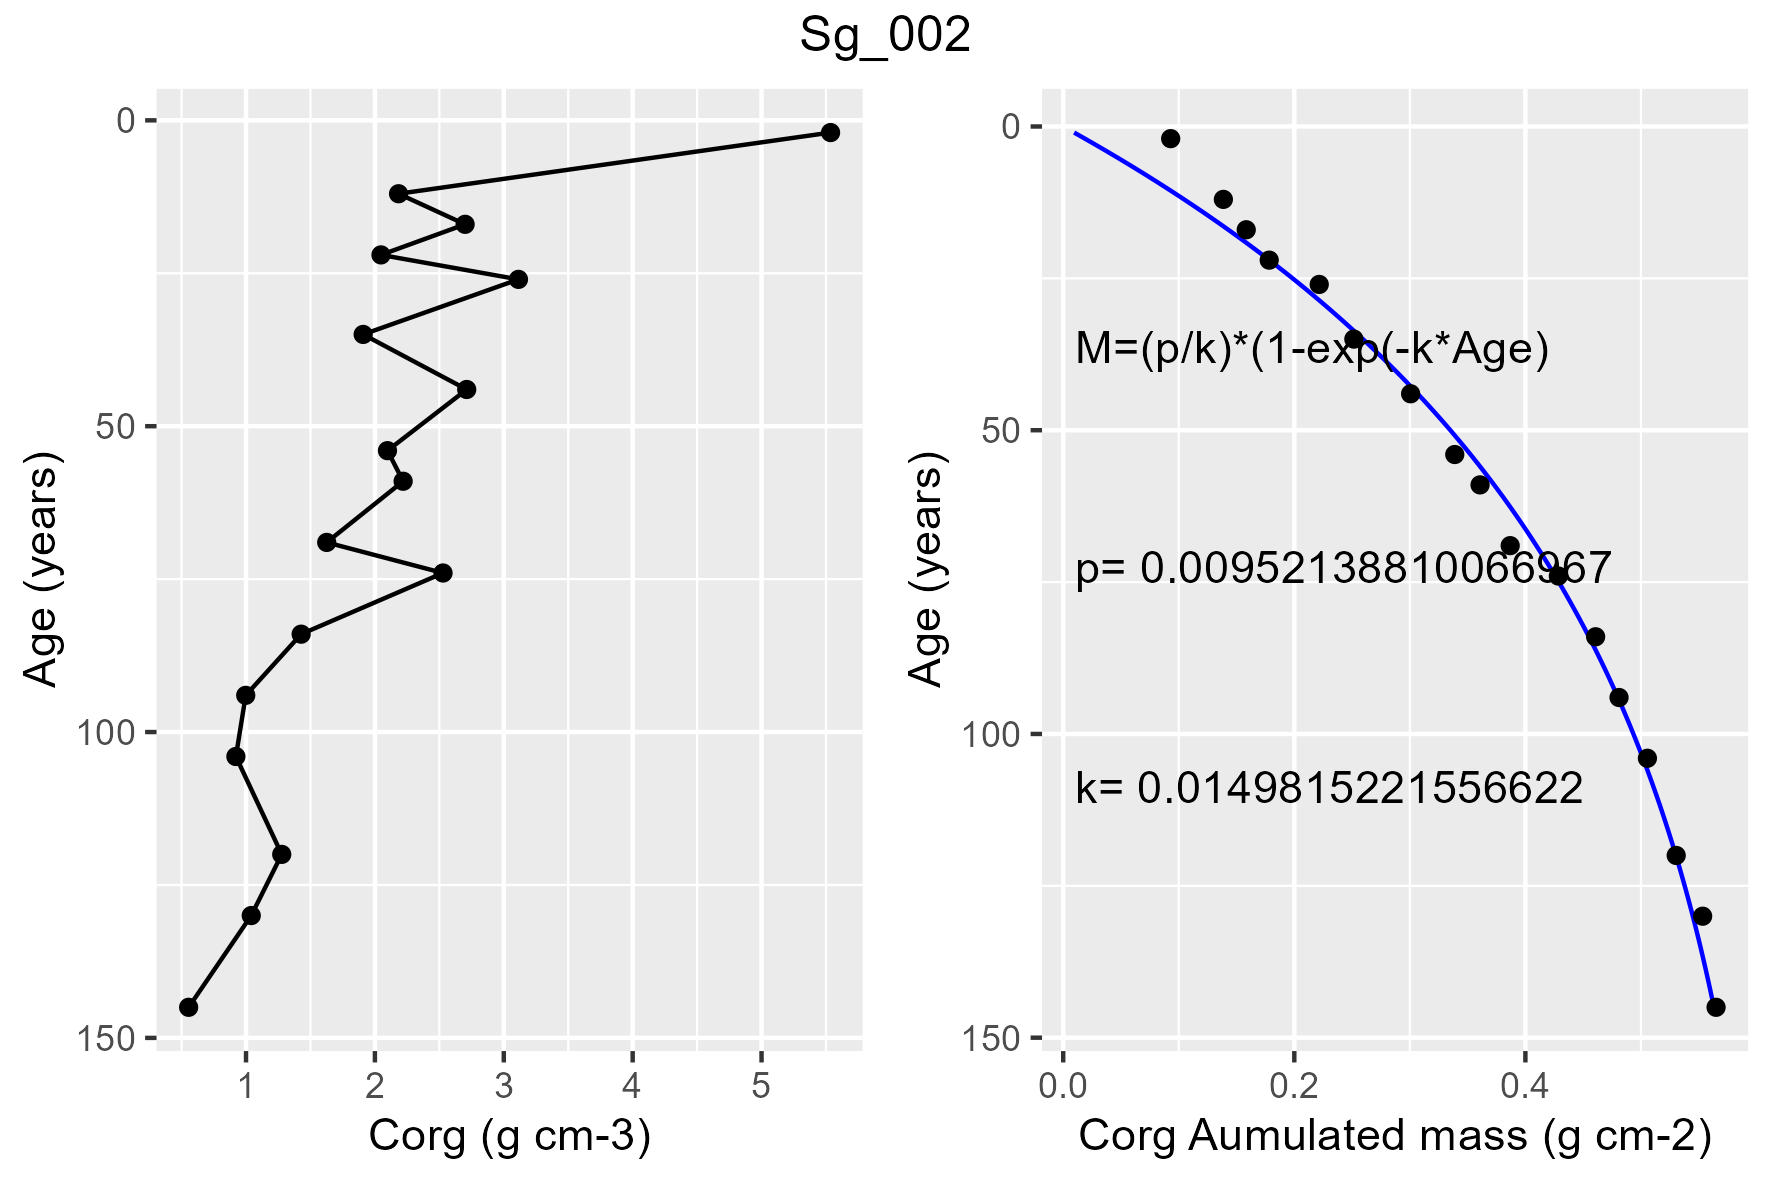 Sg_002
0
50
100
150
Age (years)
1 2 3 4 5
Corg (g cm-3)
0
50
100
150
Age (years)
M=(p/k)*(1-exp(-k*Age)
p= 0.00952138810066967
k= 0.0149815221556622
0.0 0.2 0.4
Corg Aumulated mass (g cm-2)